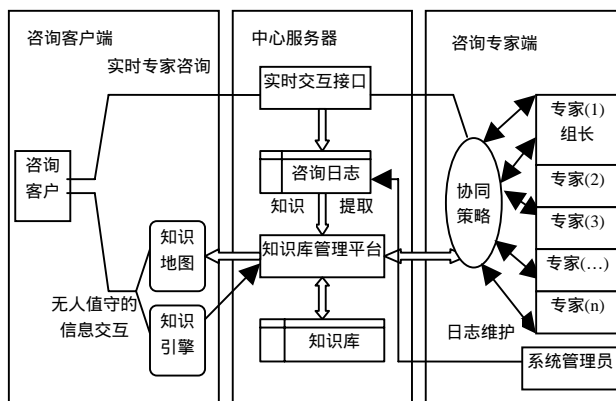 咨询客户端
中心服务器
咨询专家端
实时专家咨询
实时交互接口
专家(1)
组长
咨询
客户
咨询日志
协同
策略
专家(2)
知识 提取
专家(3)
知识
地图
知识库管理平台
专家(…)
无人值守的
信息交互
知识
引擎
专家(n)
知识库
日志维护
系统管理员